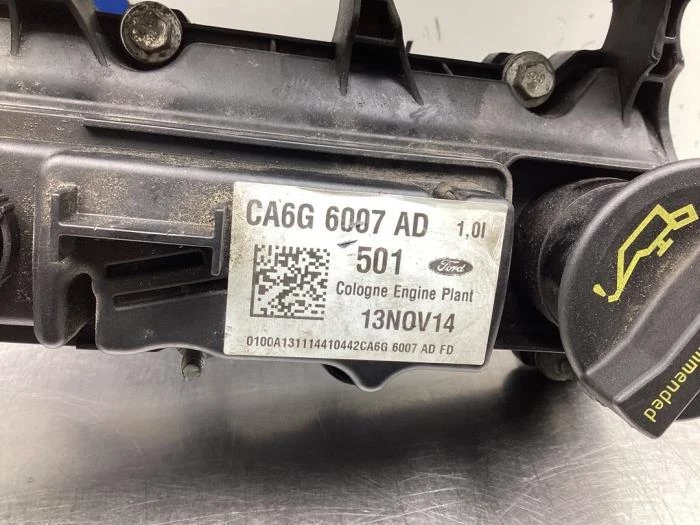 CA6G 6007 AD 1,0l
501 Ford
Cologne Engine Plant
13NOV14
0100A131114410442CA6G 6007 AD FD